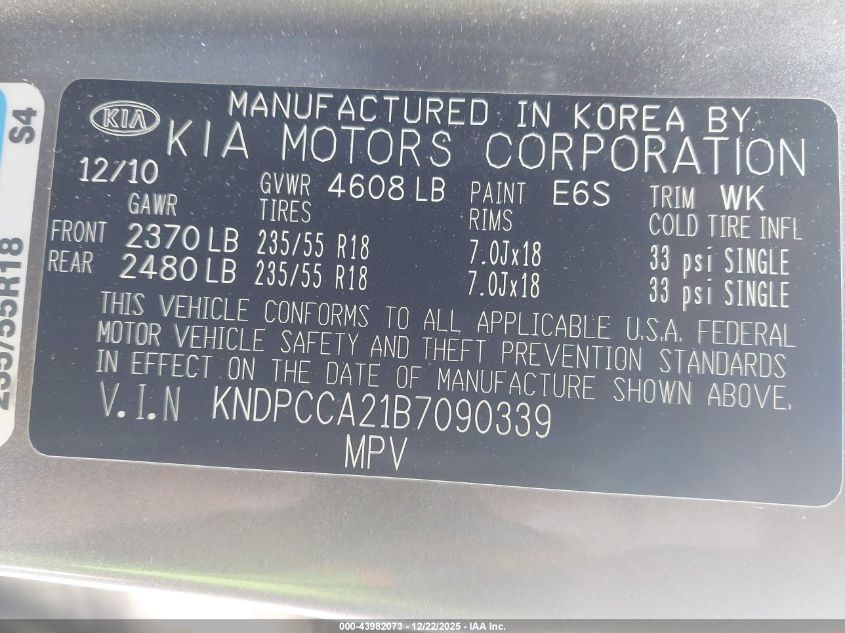 KIA
MANUFACTURED IN KOREA BY
KIA MOTORS CORPORATION
12/10 GVWR 4608 LB PAINT E6S TRIM WK
GAWR TIRES RIMS COLD TIRE INFL
FRONT 2370 LB 235/55 R18 7.0Jx18 33 psi SINGLE
REAR 2480 LB 235/55 R18 7.0Jx18 33 psi SINGLE
THIS VEHICLE CONFORMS TO ALL APPLICABLE U.S.A. FEDERAL
MOTOR VEHICLE SAFETY AND THEFT PREVENTION STANDARDS
IN EFFECT ON THE DATE OF MANUFACTURE SHOWN ABOVE.
V.I.N KNDPCCA21B7090339
MPV
S4
235/55R18
000-43982073 - 12/22/2025 - IAA Inc.